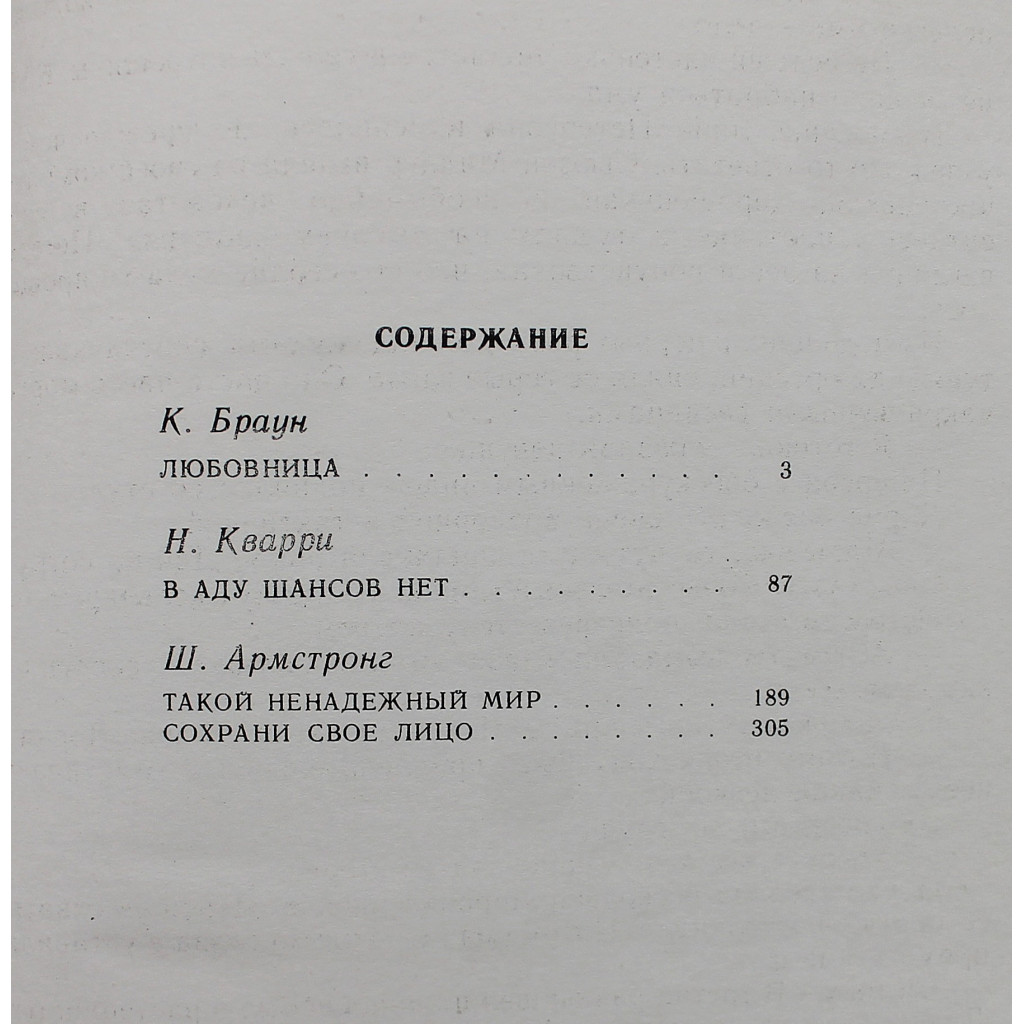 СОДЕРЖАНИЕ
К. Браун
ЛЮБОВНИЦА . . . . . . . . . . . . . 3
Н. Кварри
В АДУ ШАНСОВ НЕТ . . . . . . . . . 87
Ш. Армстронг
ТАКОЙ НЕНАДЕЖНЫЙ МИР . . . . . . 189
СОХРАНИ СВОЕ ЛИЦО . . . . . . . . 305